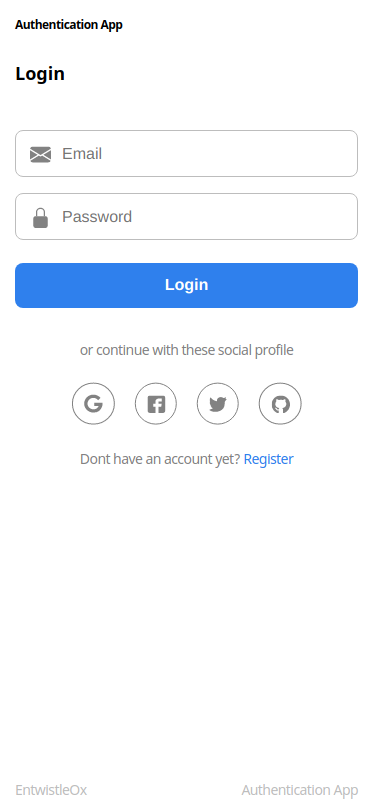 Authentication App
Login
Email
Password
Login
or continue with these social profile
Dont have an account yet? Register
EntwistleOx Authentication App